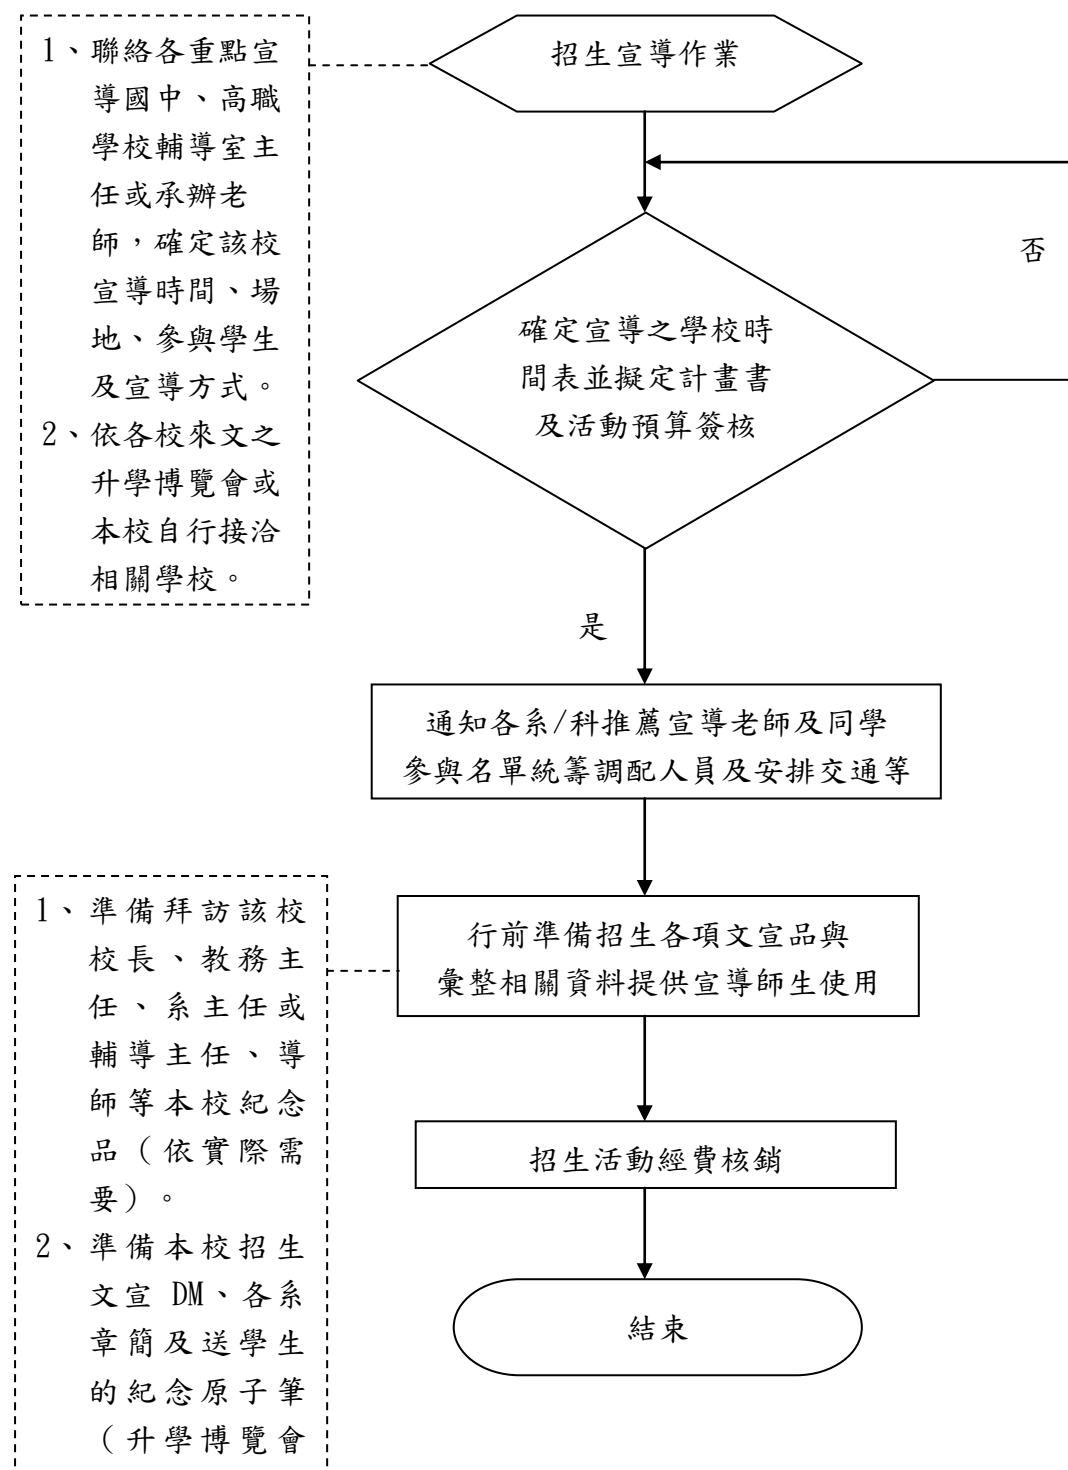 招生宣導作業
1、聯絡各重點宣
導國中、高職
學校輔導室主
任或承辦老
師，確定該校
宣導時間、場
地、參與學生
及宣導方式。
2、依各校來文之
升學博覽會或
本校自行接洽
相關學校。
否
確定宣導之學校時
間表並擬定計畫書
及活動預算簽核
是
通知各系/科推薦宣導老師及同學
參與名單統籌調配人員及安排交通等
1、準備拜訪該校
校長、教務主
任、系主任或
輔導主任、導
師等本校紀念
品（依實際需
要）。
2、準備本校招生
文宣 DM、各系
章簡及送學生
的紀念原子筆
（升學博覽會
行前準備招生各項文宣品與
彙整相關資料提供宣導師生使用
招生活動經費核銷
結束